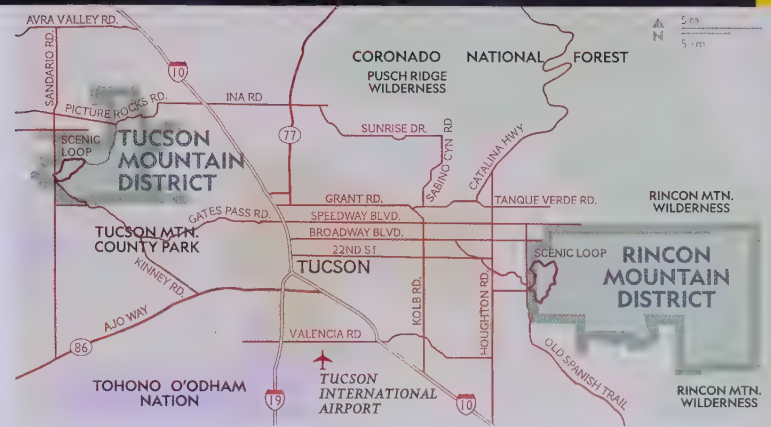 AVRA VALLEY RD.
SANDARIO RD.
10
CORONADO NATIONAL FOREST
PUSCH RIDGE
WILDERNESS
N
PICTURE ROCKS RD.
INA RD
77
SUNRISE DR.
SABINO CYN RD
CATALINA HWY
SCENIC
LOOP
TUCSON
MOUNTAIN
DISTRICT
GRANT RD.
TANQUE VERDE RD.
RINCON MTN.
WILDERNESS
GATES PASS RD.
SPEEDWAY BLVD.
BROADWAY BLVD.
22ND ST
TUCSON MTN.
COUNTY PARK
TUCSON
KINNEY RD.
KOLB RD.
HOUGHTON RD.
SCENIC LOOP
RINCON
MOUNTAIN
DISTRICT
AJO WAY
86
VALENCIA RD
OLD SPANISH TRAIL
TUCSON
INTERNATIONAL
AIRPORT
TOHONO O'ODHAM
NATION
19
10
RINCON MTN.
WILDERNESS